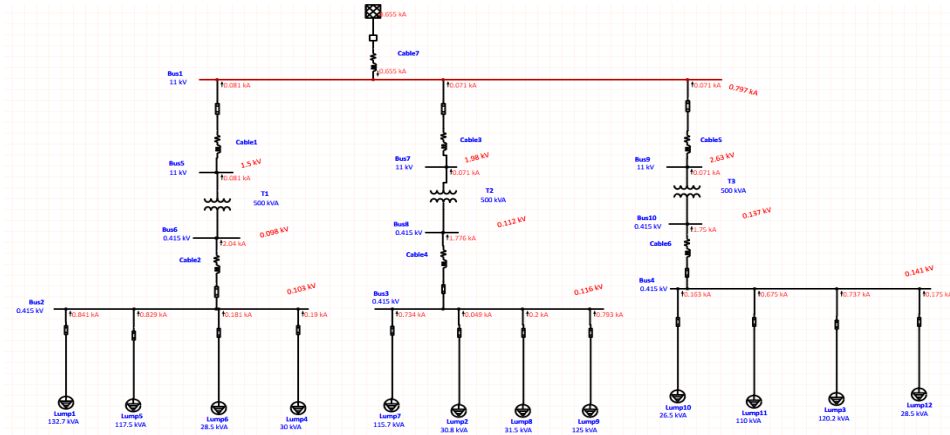 0.655 kA
Cable7
0.655 kA
Bus1
11 kV
0.081 kA
0.071 kA
0.071 kA
0.797 kA
Cable1
Cable3
Cable5
Bus5
11 kV
1.5 kV
0.081 kA
Bus7
11 kV
1.98 kV
0.071 kA
Bus9
11 kV
2.63 kV
0.071 kA
T1
500 kVA
T2
500 kVA
T3
500 kVA
Bus6
0.415 kV
0.098 kV
2.04 kA
Bus8
0.415 kV
0.112 kV
1.776 kA
Bus10
0.415 kV
0.137 kV
1.75 kA
Cable2
Cable4
Cable6
Bus2
0.415 kV
0.103 kV
Bus3
0.415 kV
0.116 kV
Bus4
0.415 kV
0.141 kV
0.841 kA
0.829 kA
0.181 kA
0.19 kA
0.734 kA
0.049 kA
0.2 kA
0.793 kA
0.163 kA
0.675 kA
0.737 kA
0.175 kA
Lump1
132.7 kVA
Lump5
117.5 kVA
Lump6
28.5 kVA
Lump4
30 kVA
Lump7
115.7 kVA
Lump2
30.8 kVA
Lump8
31.5 kVA
Lump9
125 kVA
Lump10
26.5 kVA
Lump11
110 kVA
Lump3
120.2 kVA
Lump12
28.5 kVA